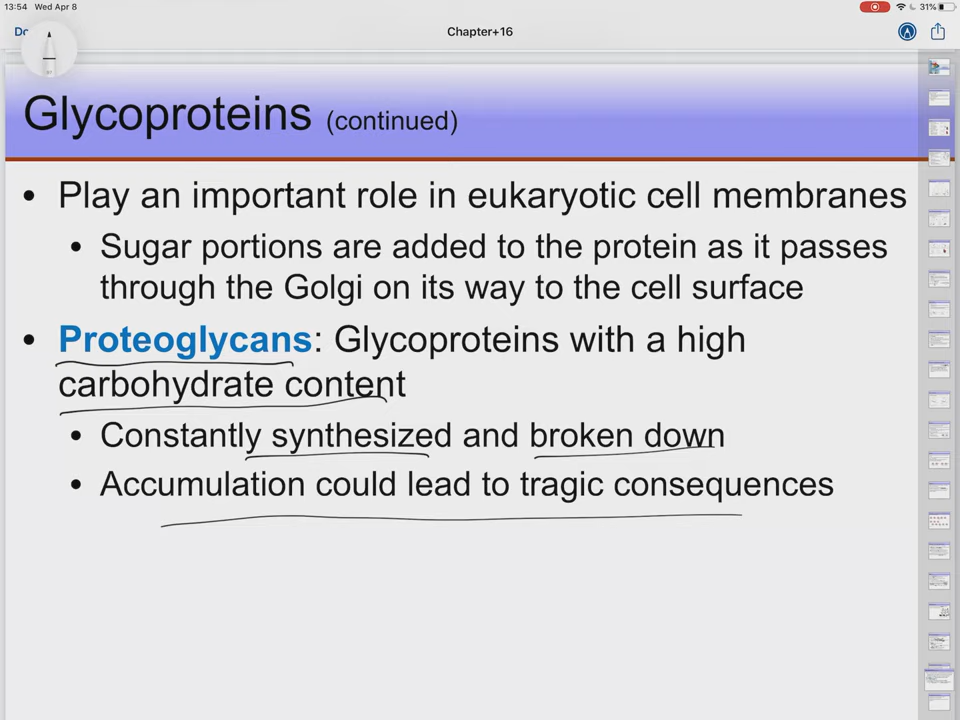 13:54 Wed Apr 8
31%
Chapter+16
Glycoproteins (continued)
• Play an important role in eukaryotic cell membranes
• Sugar portions are added to the protein as it passes
through the Golgi on its way to the cell surface
• Proteoglycans: Glycoproteins with a high
carbohydrate content
• Constantly synthesized and broken down
• Accumulation could lead to tragic consequences